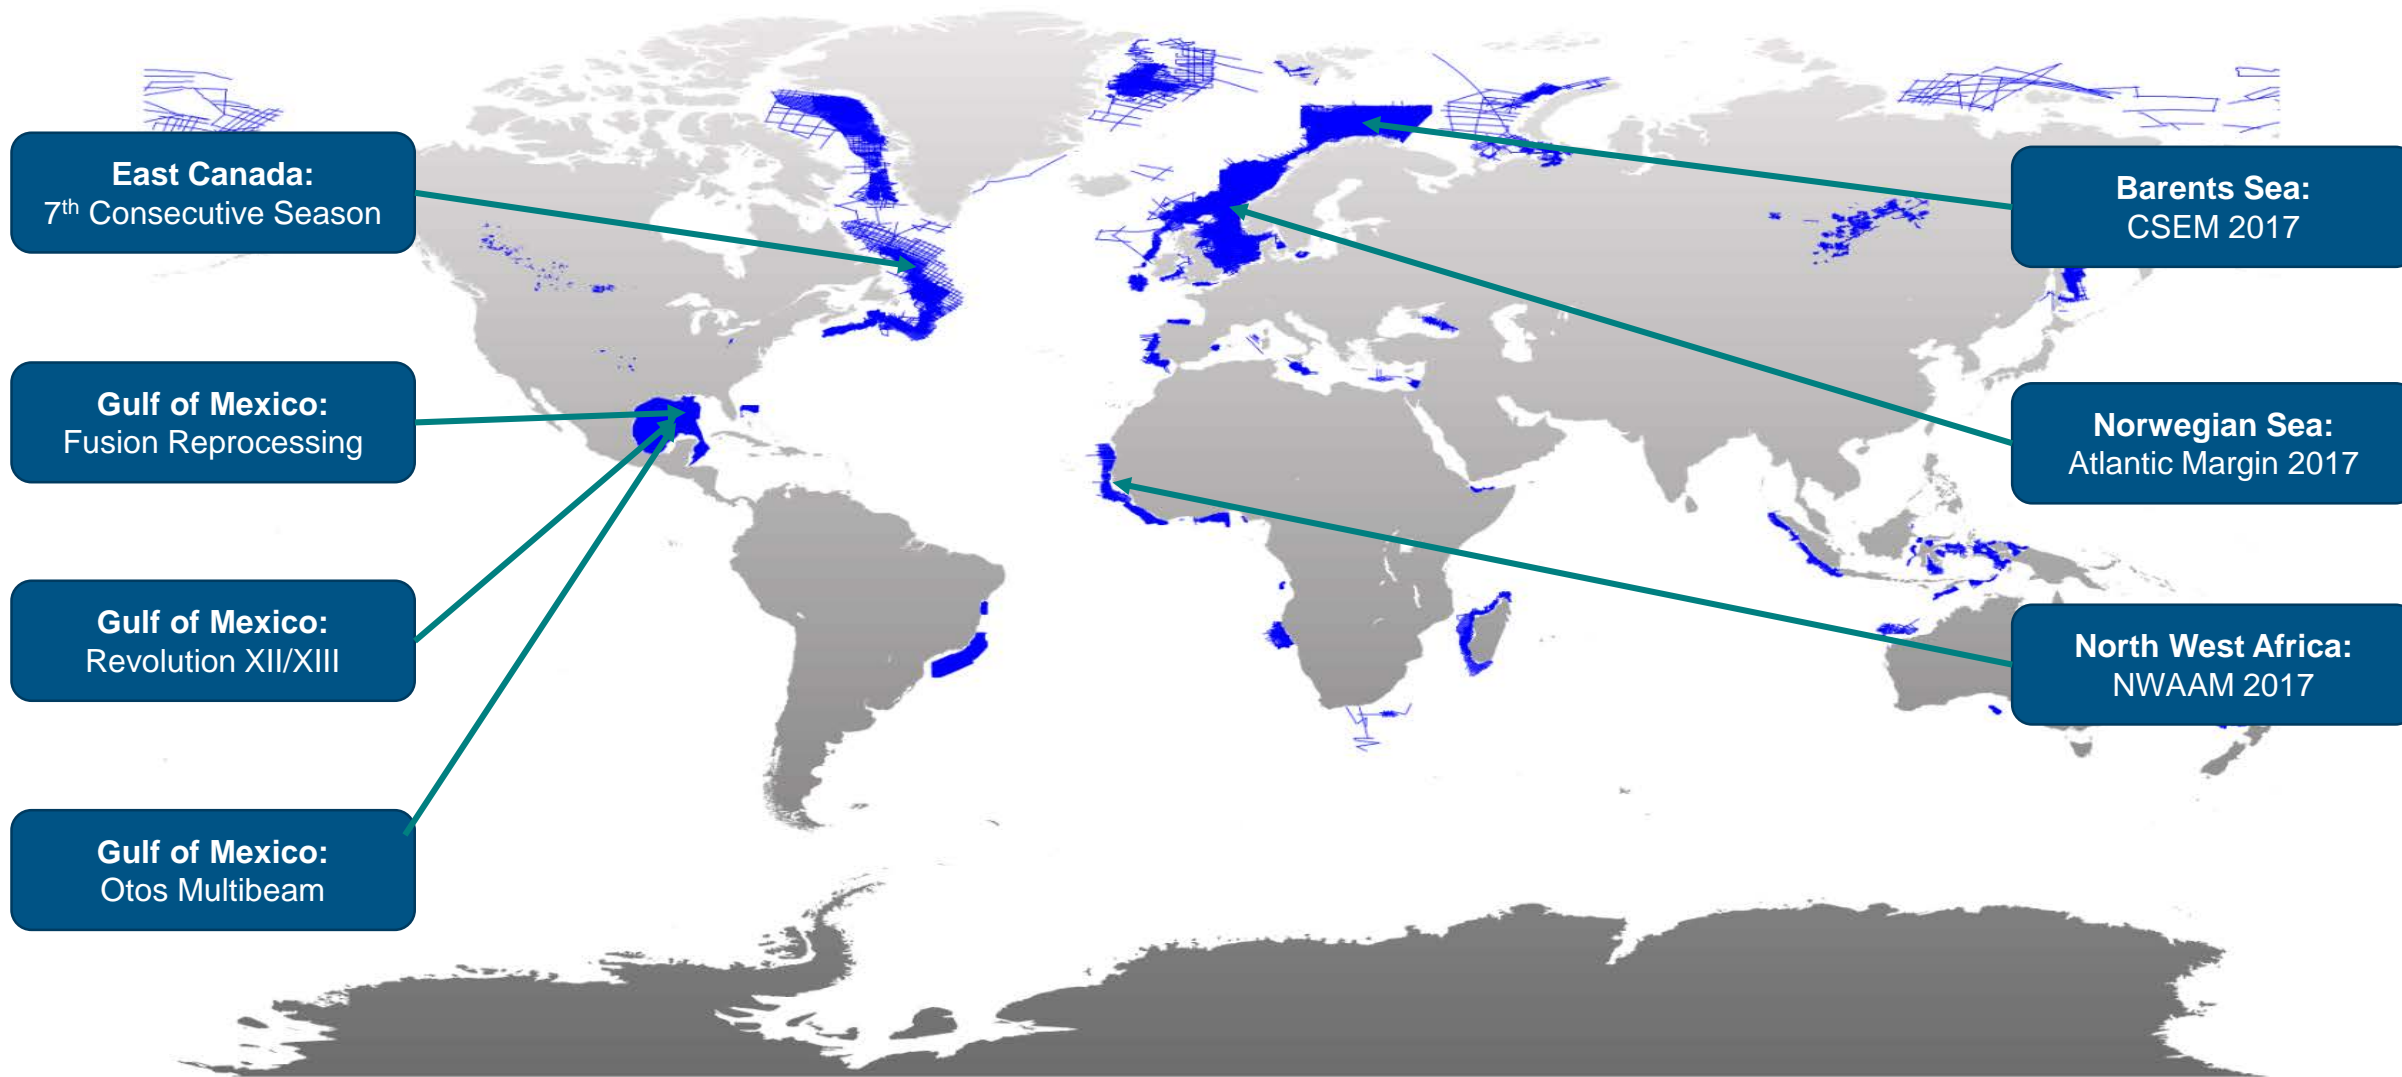 East Canada:
7th Consecutive Season
Gulf of Mexico:
Fusion Reprocessing
Gulf of Mexico:
Revolution XII/XIII
Gulf of Mexico:
Otos Multibeam
Barents Sea:
CSEM 2017
Norwegian Sea:
Atlantic Margin 2017
North West Africa:
NWAAM 2017